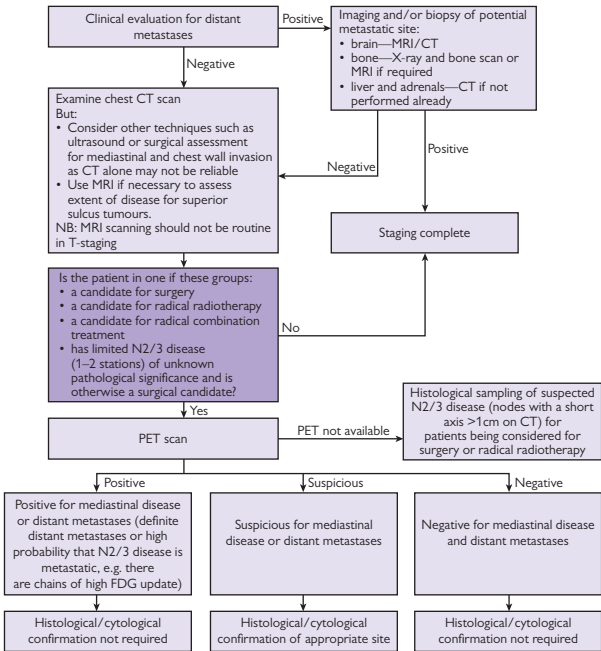 Clinical evaluation for distant
metastases
Positive
Imaging and/or biopsy of potential
metastatic site:
• brain—MRI/CT
• bone—X-ray and bone scan or
MRI if required
• liver and adrenals—CT if not
performed already
Negative
Examine chest CT scan
But:
• Consider other techniques such as
ultrasound or surgical assessment
for mediastinal and chest wall invasion
as CT alone may not be reliable
• Use MRI if necessary to assess
extent of disease for superior
sulcus tumours.
NB: MRI scanning should not be routine
in T-staging
Negative
Positive
Staging complete
Is the patient in one if these groups:
• a candidate for surgery
• a candidate for radical radiotherapy
• a candidate for radical combination
treatment
• has limited N2/3 disease
(1–2 stations) of unknown
pathological significance and is
otherwise a surgical candidate?
No
Yes
PET scan
PET not available
Histological sampling of suspected
N2/3 disease (nodes with a short
axis >1cm on CT) for
patients being considered for
surgery or radical radiotherapy
Positive
Suspicious
Negative
Positive for mediastinal disease
or distant metastases (definite
distant metastases or high
probability that N2/3 disease is
metastatic, e.g. there
are chains of high FDG update)
Suspicious for mediastinal
disease or distant metastases
Negative for mediastinal disease
and distant metastases
Histological/cytological
confirmation not required
Histological/cytological
confirmation of appropriate site
Histological/cytological
confirmation not required